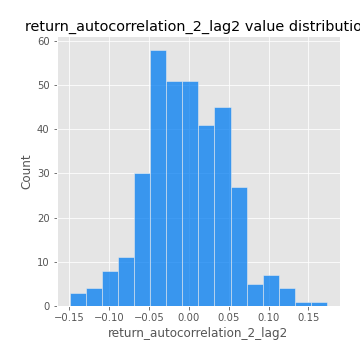 return_autocorrelation_2_lag2 value distributio
60
50
40
30
20
10
0
Count
−0.15 −0.10 −0.05 0.00 0.05 0.10 0.15
return_autocorrelation_2_lag2